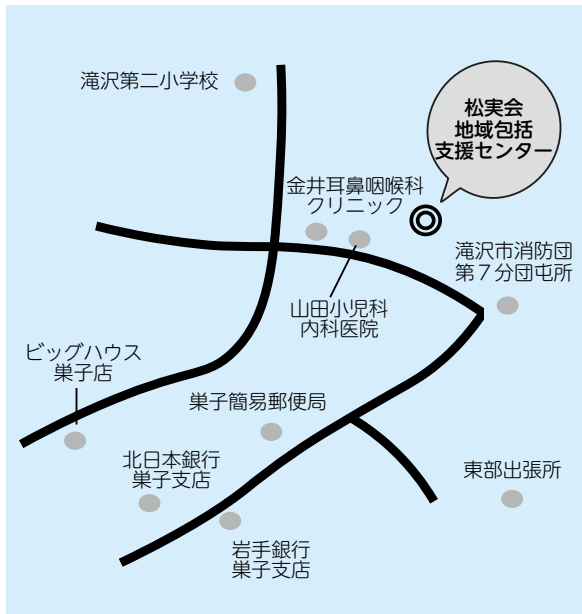 滝沢第二小学校
松実会
地域包括
支援センター
金井耳鼻咽喉科
クリニック
滝沢市消防団
第７分団屯所
山田小児科
内科医院
ビッグハウス
巣子店
巣子簡易郵便局
北日本銀行
巣子支店
東部出張所
岩手銀行
巣子支店